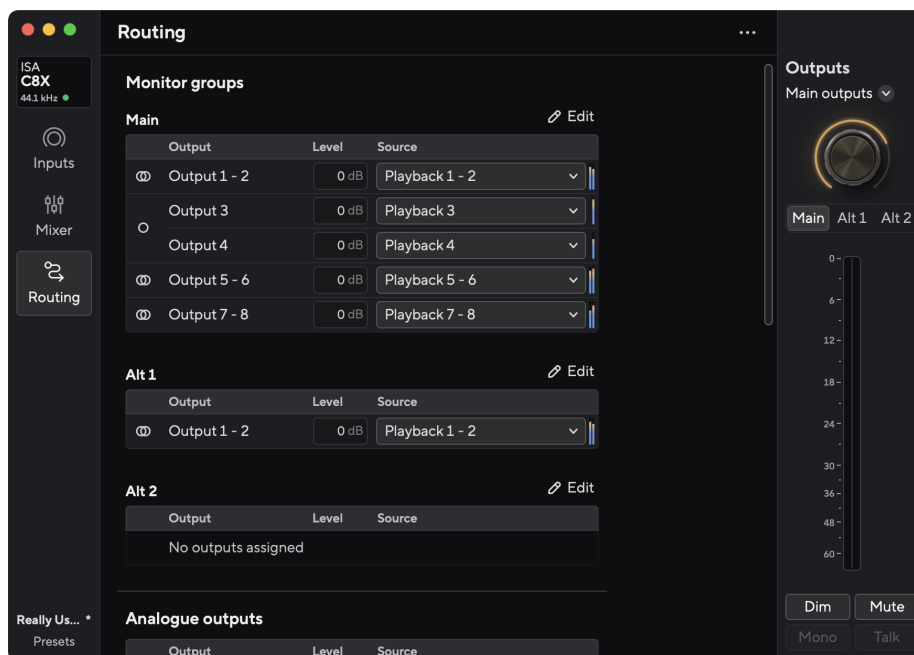 Routing
...
ISA
C8X
44.1 kHz
Inputs
Mixer
Routing
Really Us... *
Presets
Monitor groups
Main
Edit
Output Level Source
Output 1 - 2 0 dB Playback 1 - 2
Output 3 0 dB Playback 3
Output 4 0 dB Playback 4
Output 5 - 6 0 dB Playback 5 - 6
Output 7 - 8 0 dB Playback 7 - 8
Alt 1
Edit
Output Level Source
Output 1 - 2 0 dB Playback 1 - 2
Alt 2
Edit
Output Level Source
No outputs assigned
Analogue outputs
Output Level Source
Outputs
Main outputs
Main Alt 1 Alt 2
0
6
12
18
24
30
36
48
60
Dim Mute
Mono Talk